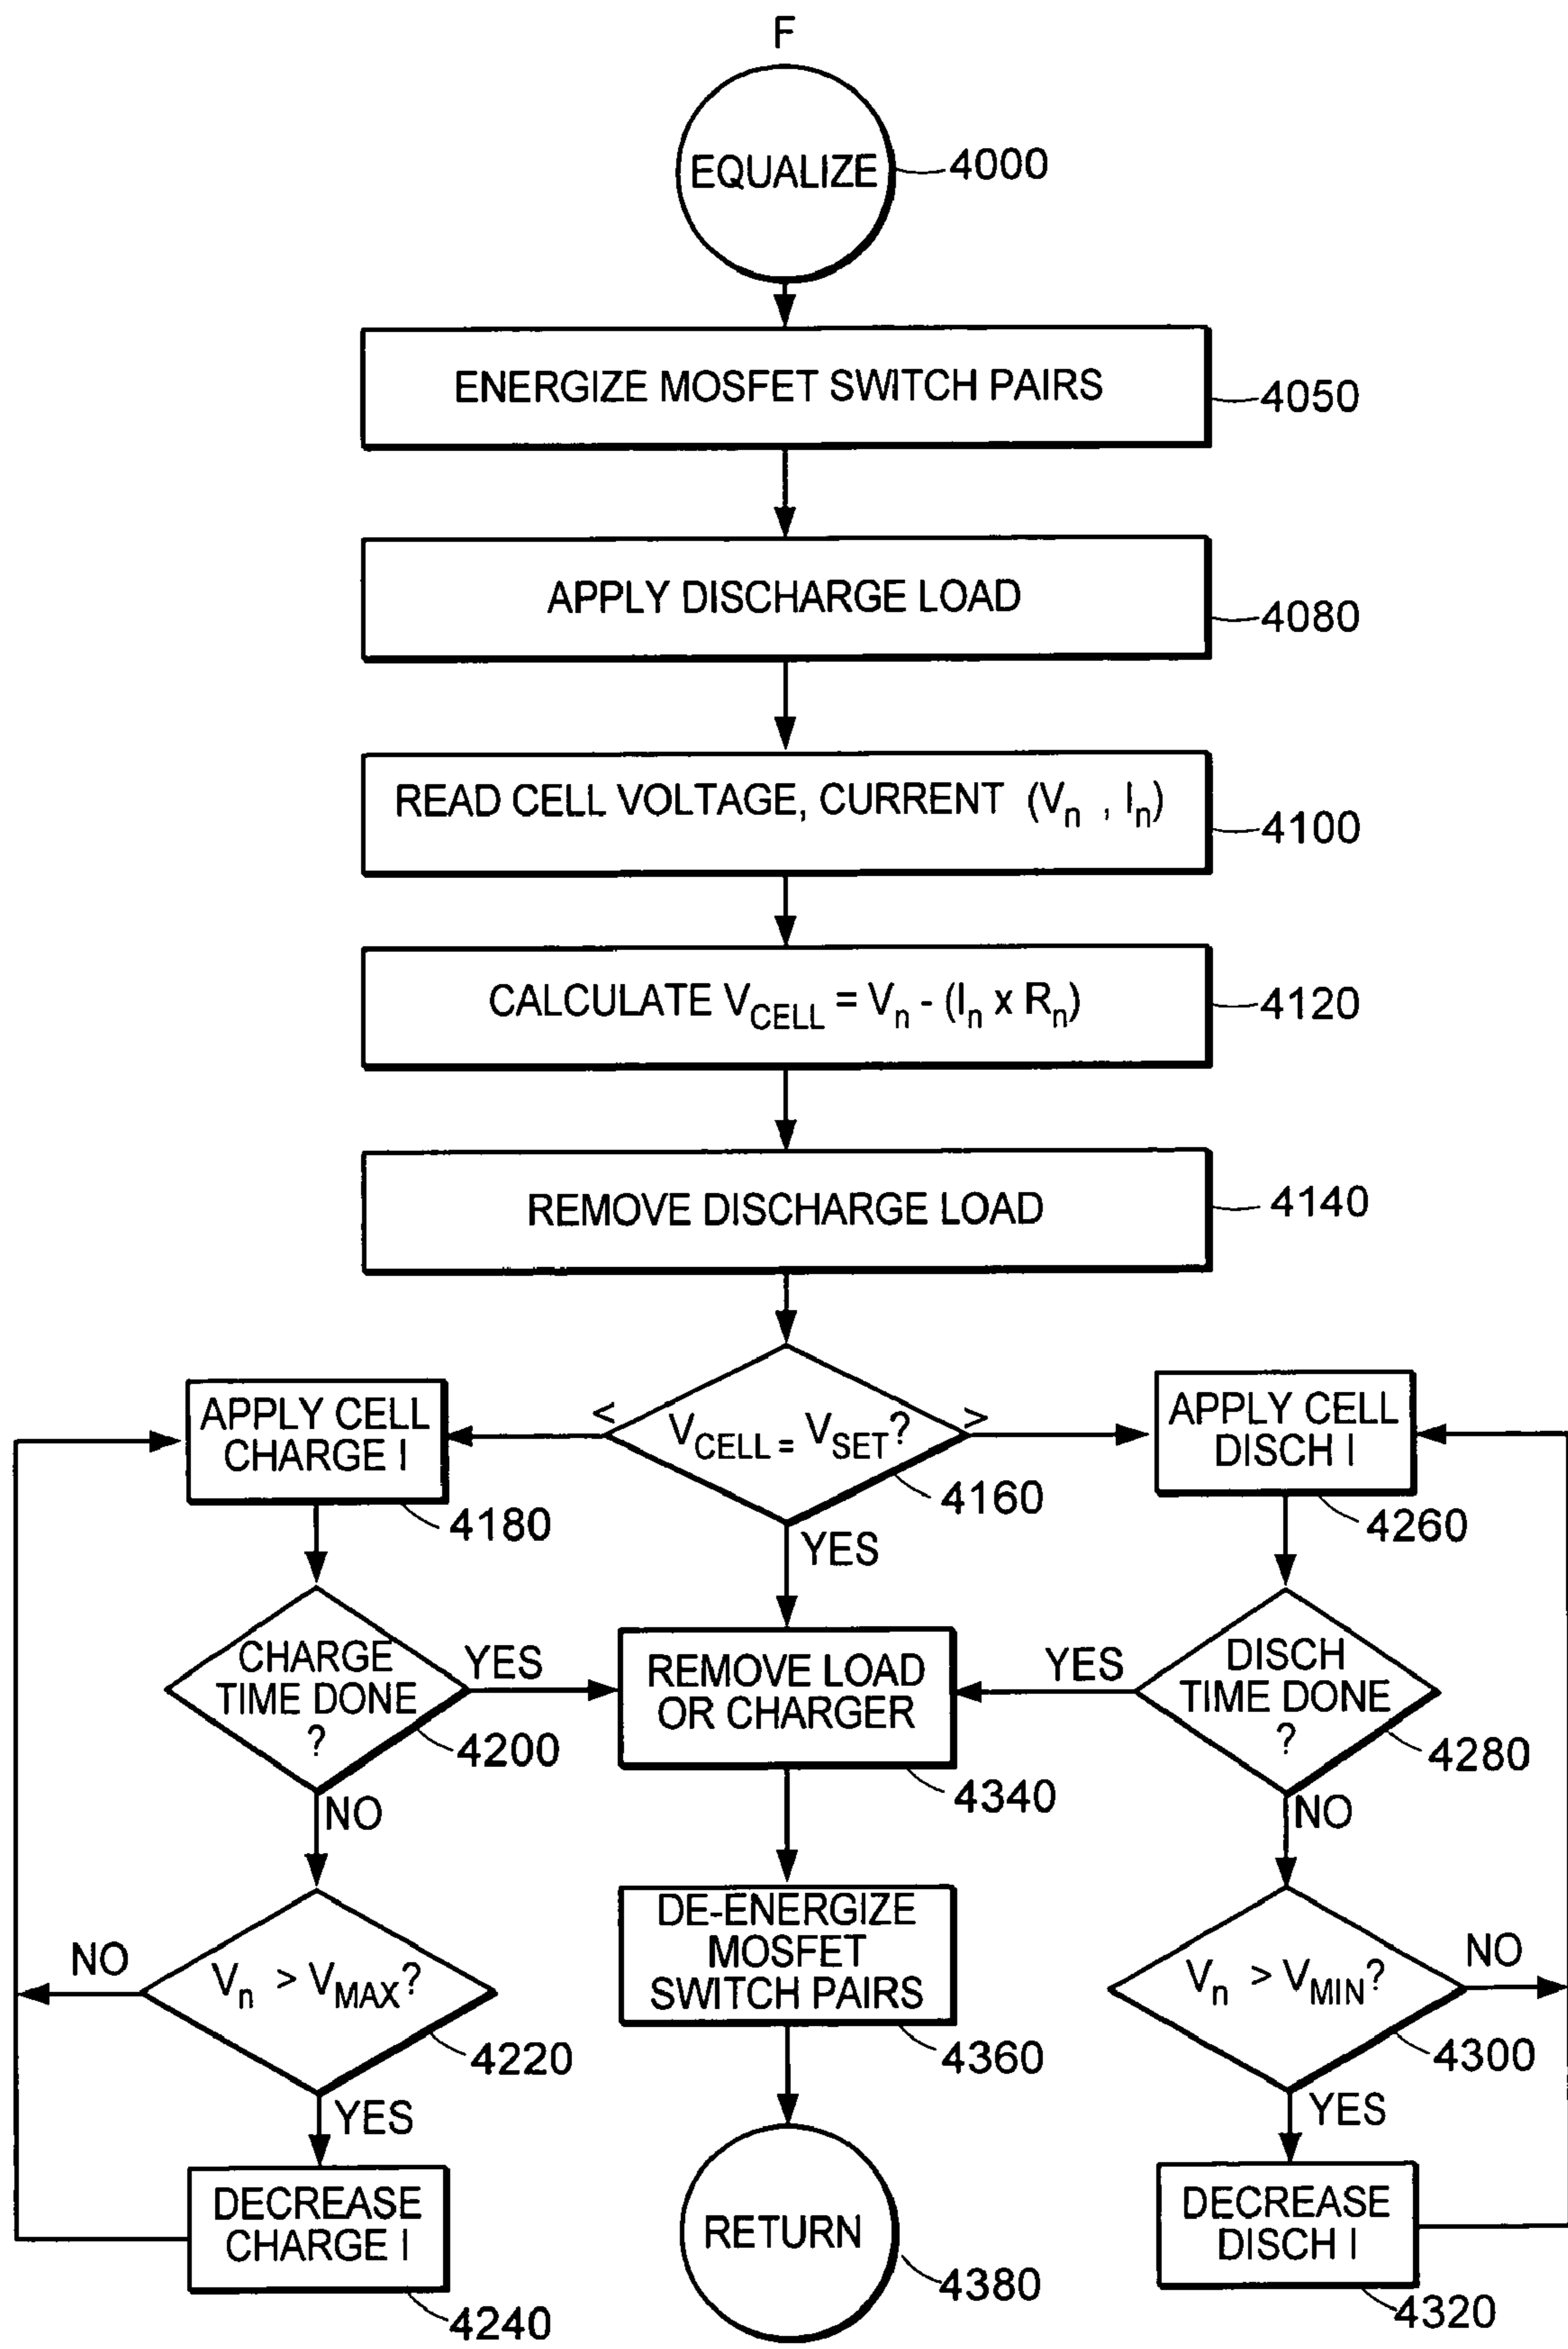 F
EQUALIZE
4000
ENERGIZE MOSFET SWITCH PAIRS
4050
APPLY DISCHARGE LOAD
4080
READ CELL VOLTAGE, CURRENT (Vn , In)
4100
CALCULATE VCELL = Vn - (In x Rn)
4120
REMOVE DISCHARGE LOAD
4140
APPLY CELL
CHARGE I
4180
<
VCELL = VSET?
>
4160
YES
APPLY CELL
DISCH I
4260
CHARGE
TIME DONE
?
YES
4200
NO
REMOVE LOAD
OR CHARGER
4340
YES
DISCH
TIME DONE
?
4280
NO
NO
Vn > VMAX?
4220
YES
DE-ENERGIZE
MOSFET
SWITCH PAIRS
4360
Vn > VMIN?
NO
4300
YES
DECREASE
CHARGE I
4240
RETURN
4380
DECREASE
DISCH I
4320